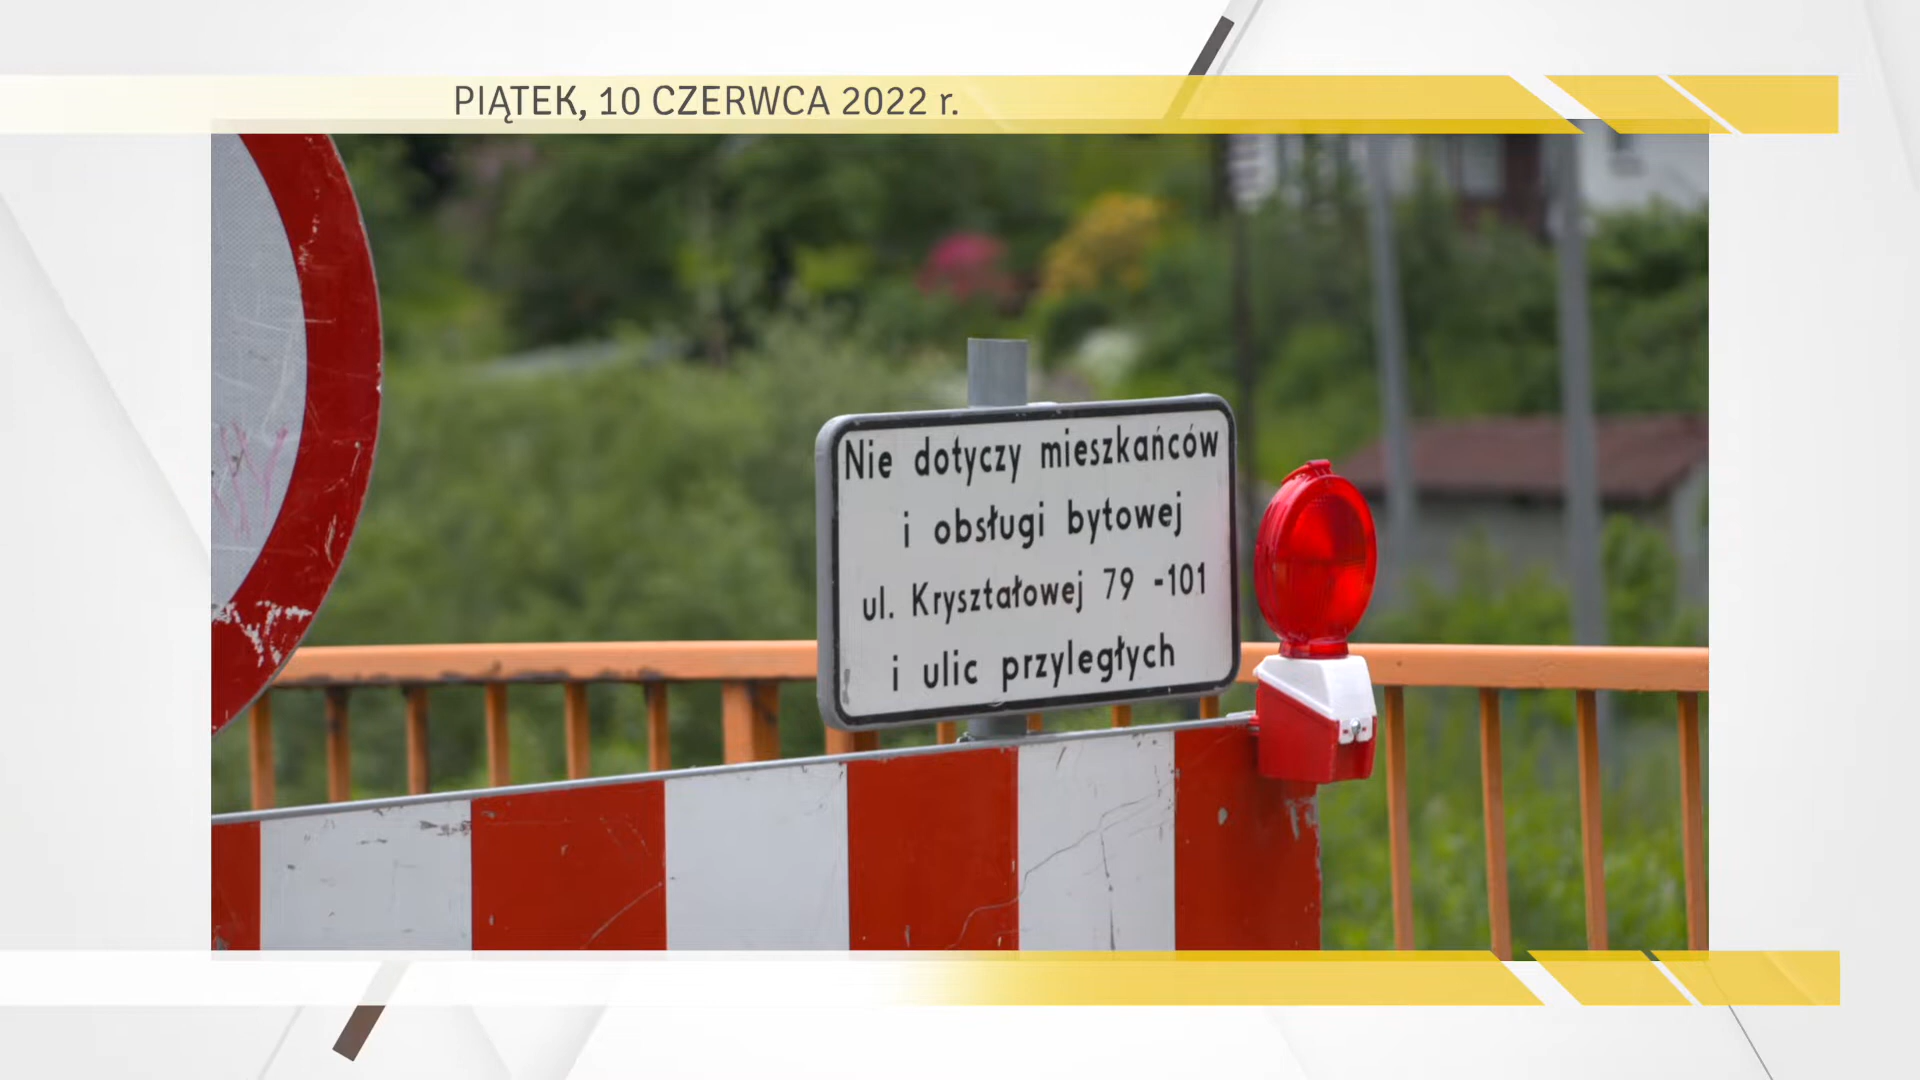 PIĄTEK, 10 CZERWCA 2022 r.
Nie dotyczy mieszkańców
i obsługi bytowej
ul. Kryształowej 79 -101
i ulic przyległych